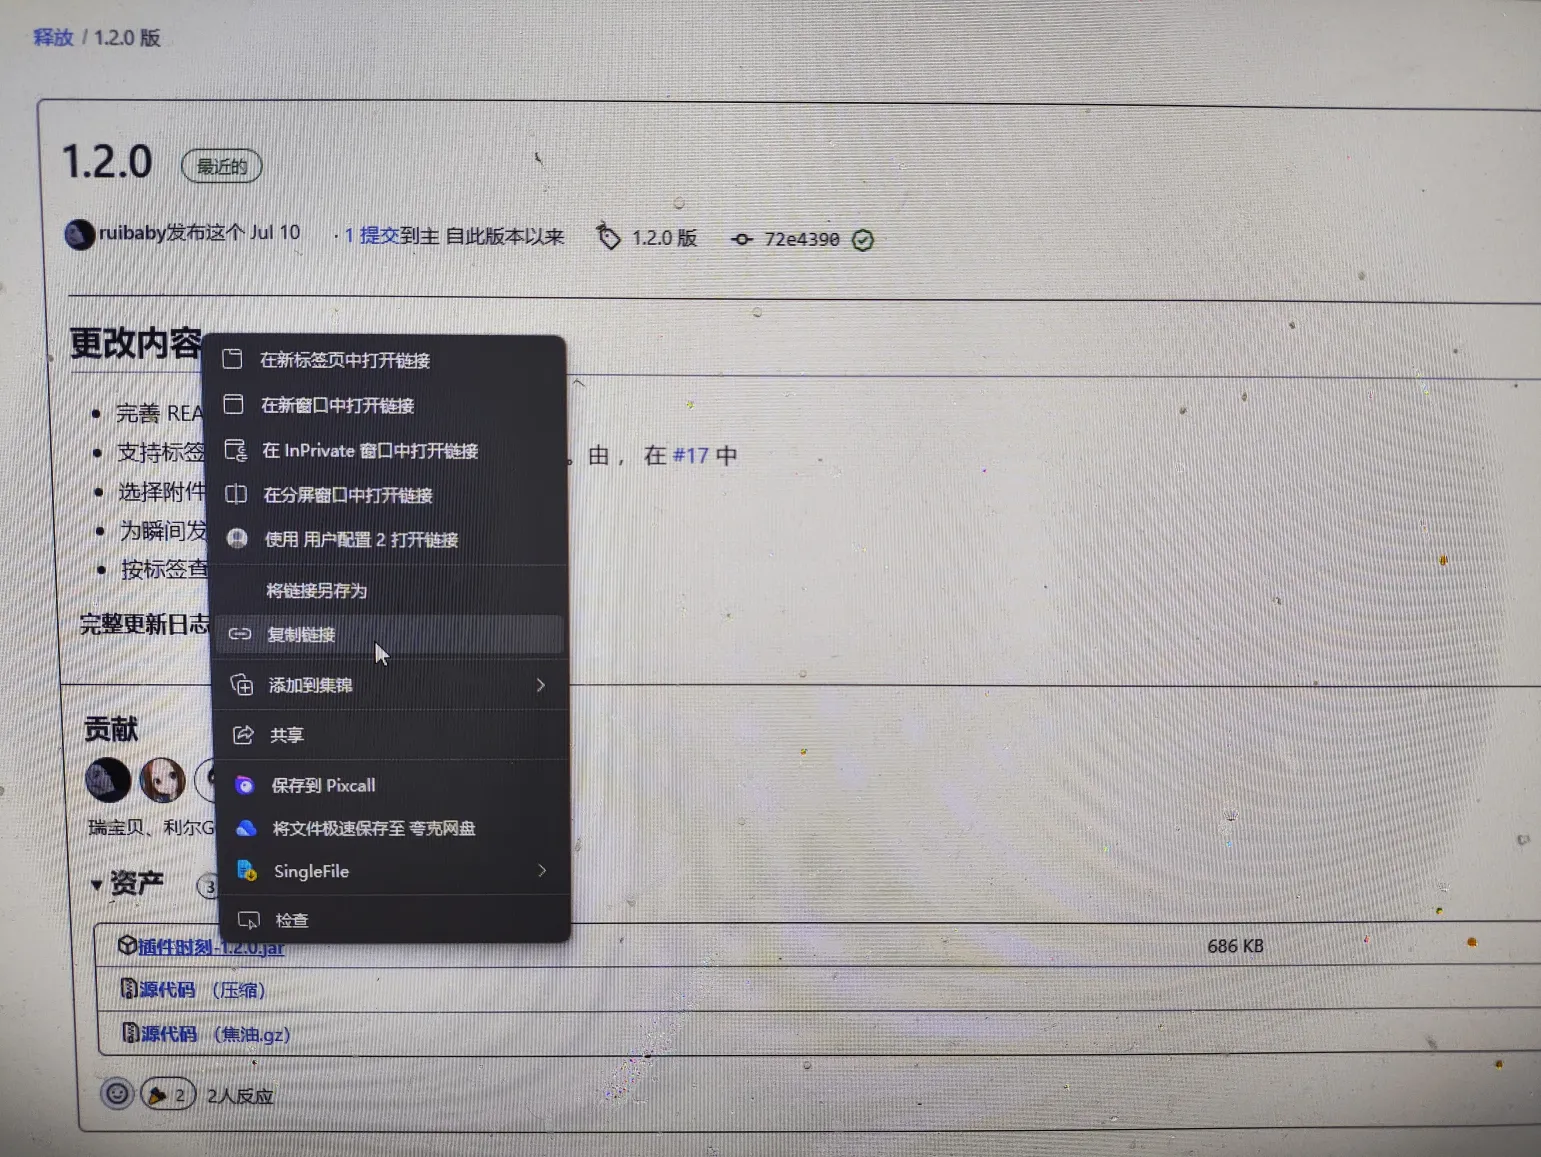 释放 / 1.2.0 版
1.2.0 最近的
ruibaby发布这个 Jul 10 · 1 提交到主 自此版本以来 1.2.0 版 72e4390
更改内容
完善 REA
支持标签 。由， 在 #17 中
选择附件
为瞬间发
按标签查
完整更新日志
在新标签页中打开链接
在新窗口中打开链接
在 InPrivate 窗口中打开链接
在分屏窗口中打开链接
使用 用户配置 2 打开链接
将链接另存为
复制链接
添加到集锦
共享
保存到 Pixcall
将文件极速保存至 夸克网盘
SingleFile
检查
贡献
瑞宝贝、利尔G
资产 3
插件时刻-1.2.0.jar 686 KB
源代码 （压缩）
源代码 （焦油.gz）
2 2人反应